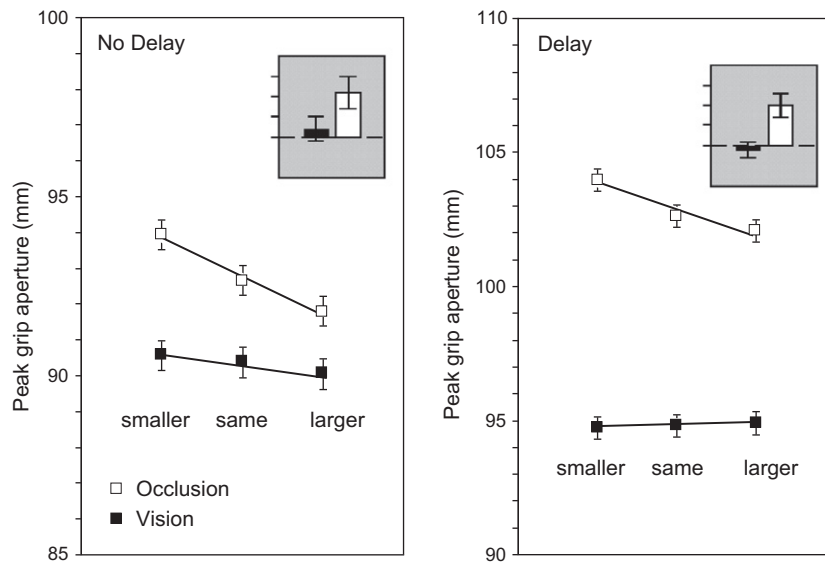 No Delay
Peak grip aperture (mm)
100
95
90
85
smaller same larger
Occlusion
Vision
Delay
Peak grip aperture (mm)
110
105
100
95
90
smaller same larger